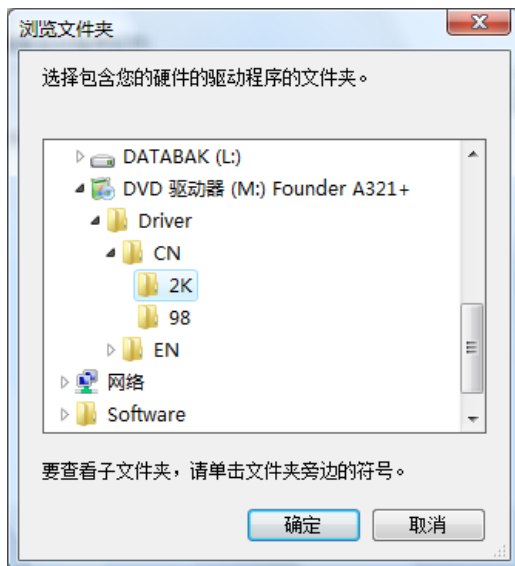 浏览文件夹
选择包含您的硬件的驱动程序的文件夹。
DATABAK (L:)
DVD 驱动器 (M:) Founder A321+
Driver
CN
2K
98
EN
网络
Software
要查看子文件夹，请单击文件夹旁边的符号。
确定
取消